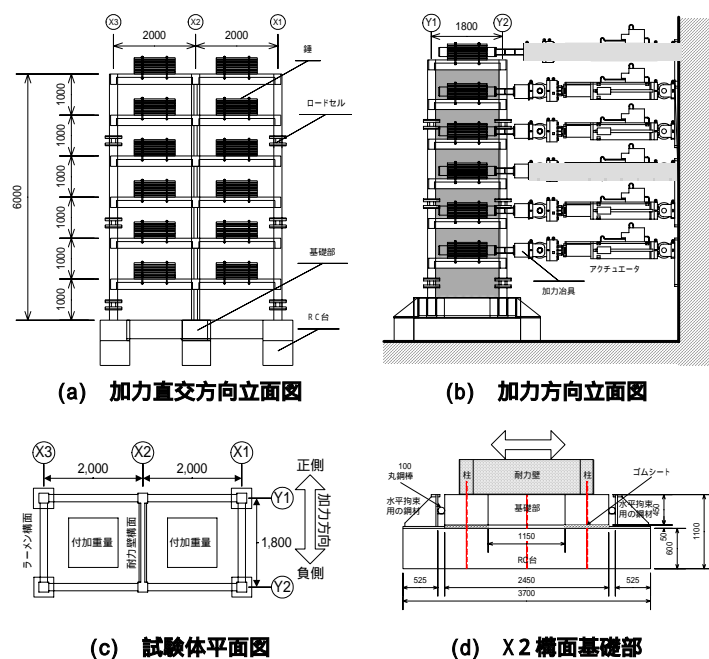 X3
X2
X1
2000
2000
錘
ロードセル
1000
1000
1000
1000
1000
1000
6000
基礎部
RC台
(a) 加力直交方向立面図
Y1
Y2
1800
アクチュエータ
加力冶具
(b) 加力方向立面図
X3
X2
X1
2,000
2,000
正側
Y1
ラーメン構面
付加重量
耐力壁構面
付加重量
1,800
加力方向
Y2
負側
(c) 試験体平面図
100
丸鋼棒
柱
耐力壁
柱
ゴムシート
水平拘束
用の鋼材
基礎部
水平拘束
用の鋼材
450
1150
50
600
1100
RC台
525
2450
525
3700
(d) X2構面基礎部